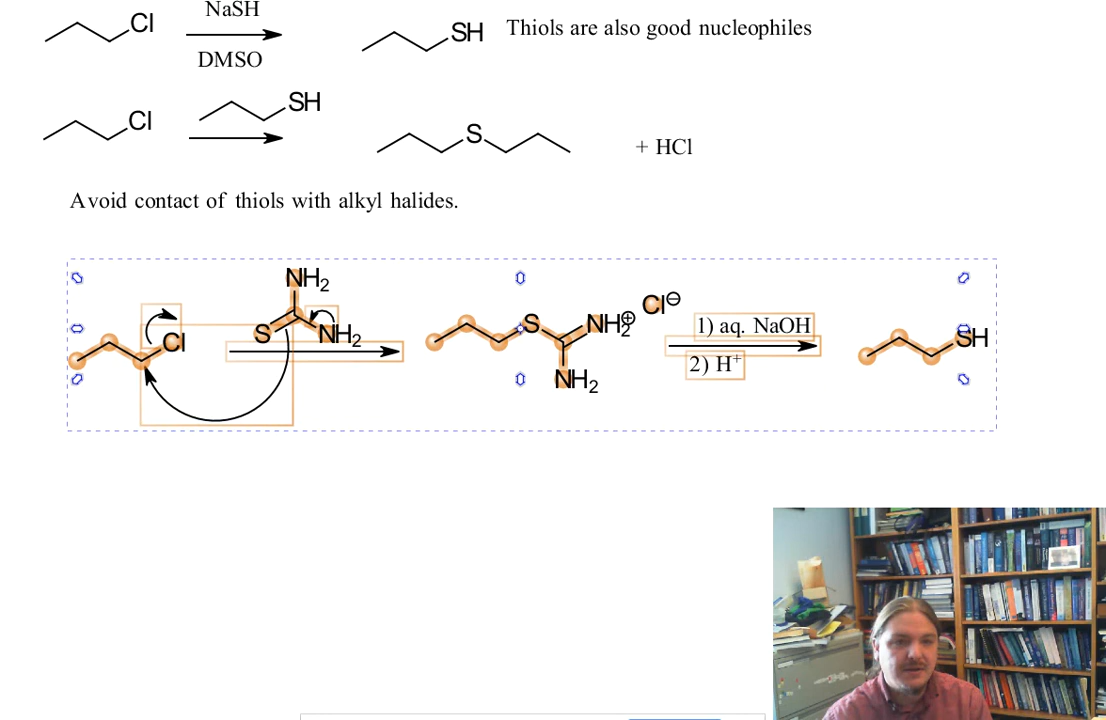 NaSH
Cl
SH
Thiols are also good nucleophiles
DMSO
SH
Cl
S
+ HCl
Avoid contact of thiols with alkyl halides.
NH2
Cl⊖
S
NH2
Cl
S
NH2⊕
1) aq. NaOH
SH
2) H+
NH2